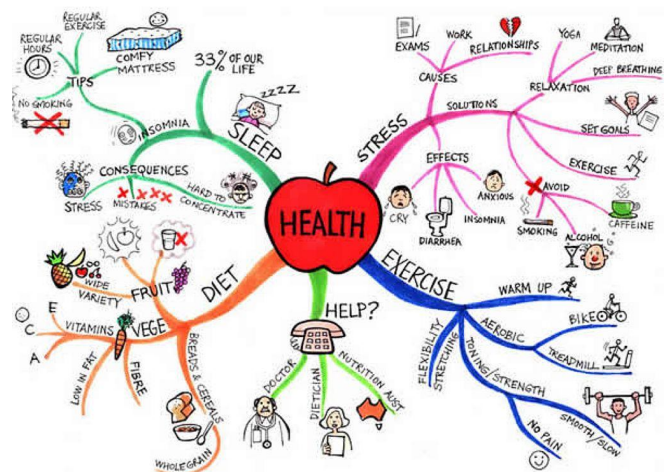 HEALTH
SLEEP
33% OF OUR
LIFE
ZZZZ
INSOMNIA
TIPS
REGULAR
HOURS
REGULAR
EXERCISE
COMFY
MATTRESS
NO SMOKING
CONSEQUENCES
STRESS
MISTAKES
HARD TO
CONCENTRATE
STRESS
CAUSES
EXAMS
WORK
RELATIONSHIPS
SOLUTIONS
RELAXATION
YOGA
MEDITATION
DEEP BREATHING
SET GOALS
EXERCISE
AVOID
SMOKING
ALCOHOL
CAFFEINE
EFFECTS
CRY
DIARRHEA
INSOMNIA
ANXIOUS
EXERCISE
WARM UP
AEROBIC
BIKE
TREADMILL
TONING/STRENGTH
SMOOTH/SLOW
NO PAIN
FLEXIBILITY
STRETCHING
HELP?
DOCTOR
DIETICIAN
NUTRITION AUST
DIET
FRUIT
WIDE
VARIETY
VEGE
VITAMINS
E
C
A
LOW IN FAT
FIBRE
BREADS & CEREALS
WHOLEGRAIN